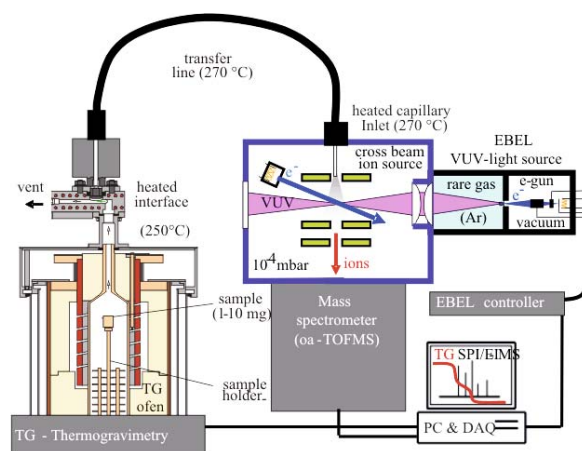 transfer
line (270 °C)
heated capillary
Inlet (270 °C)
cross beam
ion source
EBEL
VUV-light source
vent
heated
interface
(250°C)
e⁻
VUV
rare gas
(Ar)
e-gun
e⁻
vacuum
10⁻⁴mbar
ions
sample
(1-10 mg)
Mass
spectrometer
(oa -TOFMS)
EBEL controller
TG
ofen
sample
holder
TG SPI/EIMS
TG - Thermogravimetry
PC & DAQ